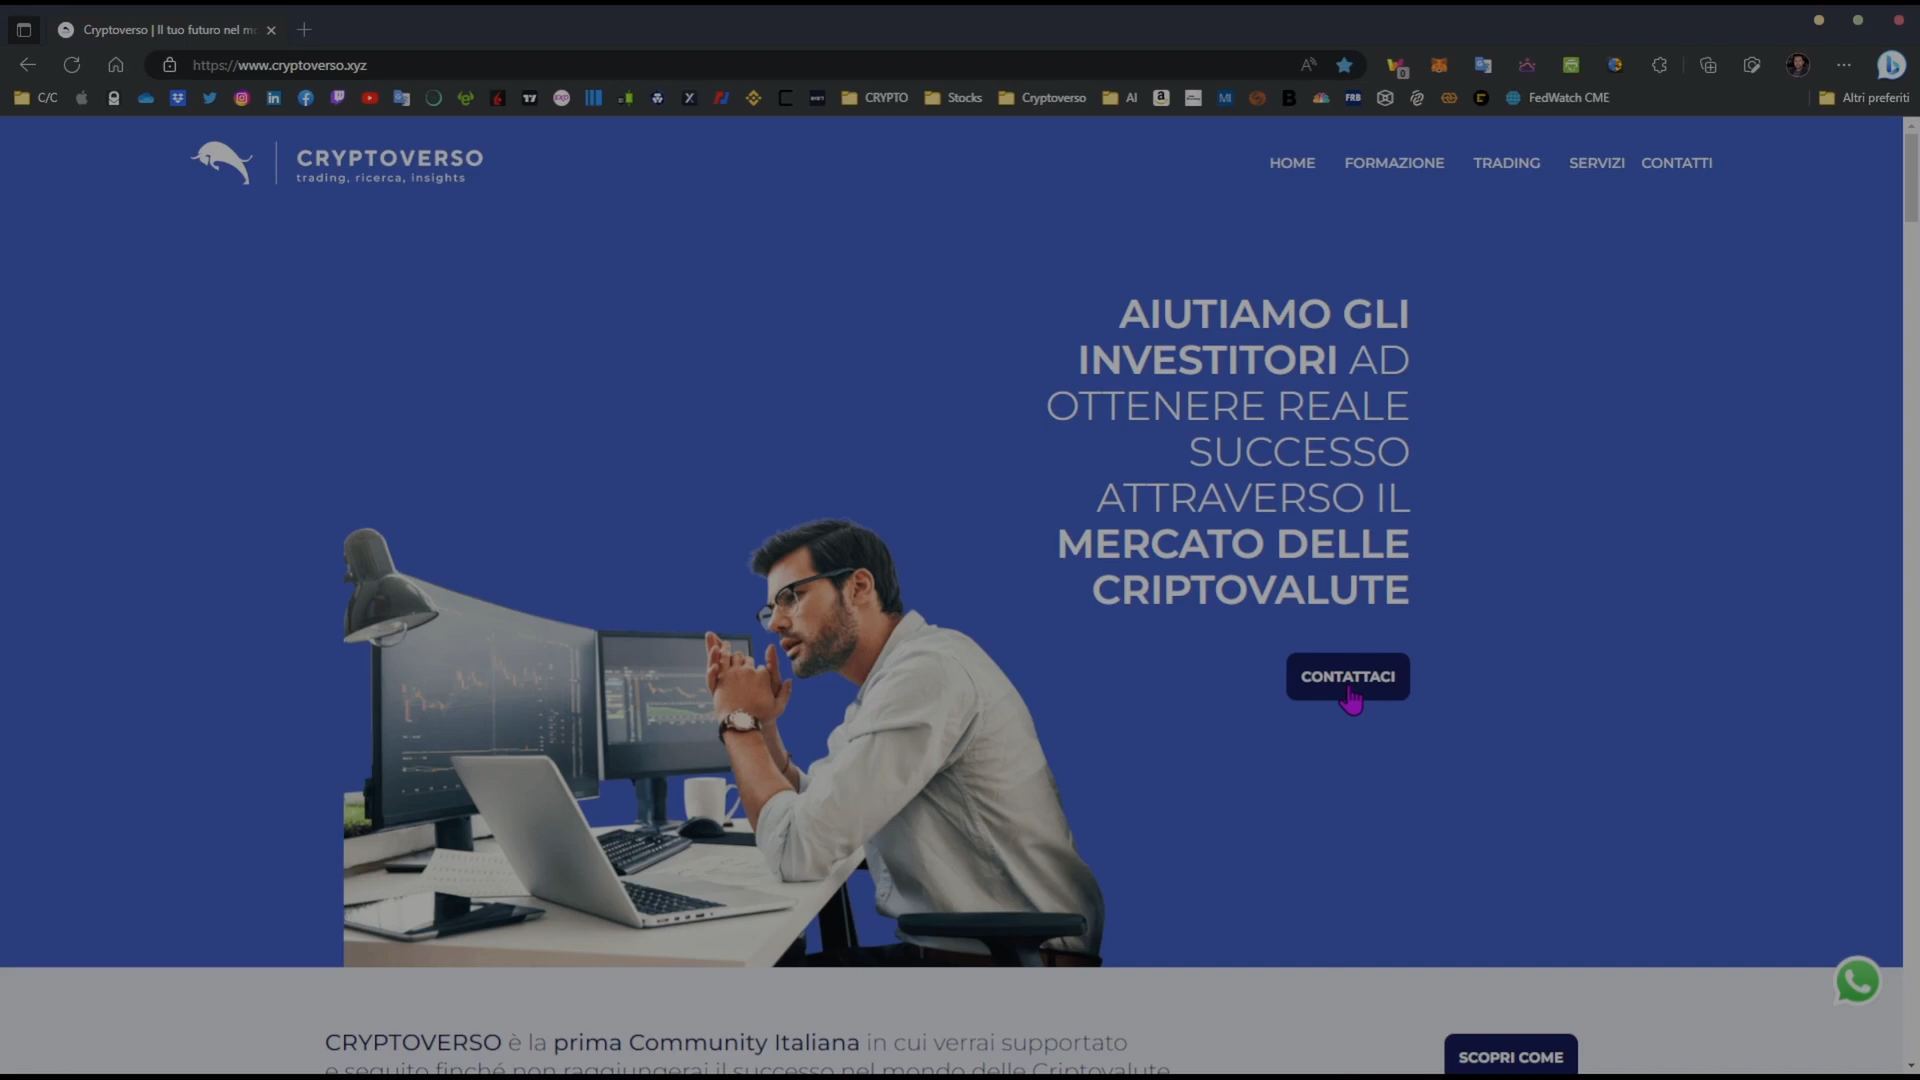 Cryptoverso | Il tuo futuro nel mo
https://www.cryptoverso.xyz
C/C
CRYPTO
Stocks
Cryptoverso
AI
MI
FRB
FedWatch CME
Altri preferiti
CRYPTOVERSO
trading, ricerca, insights
HOME
FORMAZIONE
TRADING
SERVIZI
CONTATTI
AIUTIAMO GLI
INVESTITORI AD
OTTENERE REALE
SUCCESSO
ATTRAVERSO IL
MERCATO DELLE
CRIPTOVALUTE
CONTATTACI
CRYPTOVERSO è la prima Community Italiana in cui verrai supportato
e seguito finché non raggiungerai il successo nel mondo delle Criptovalute
SCOPRI COME